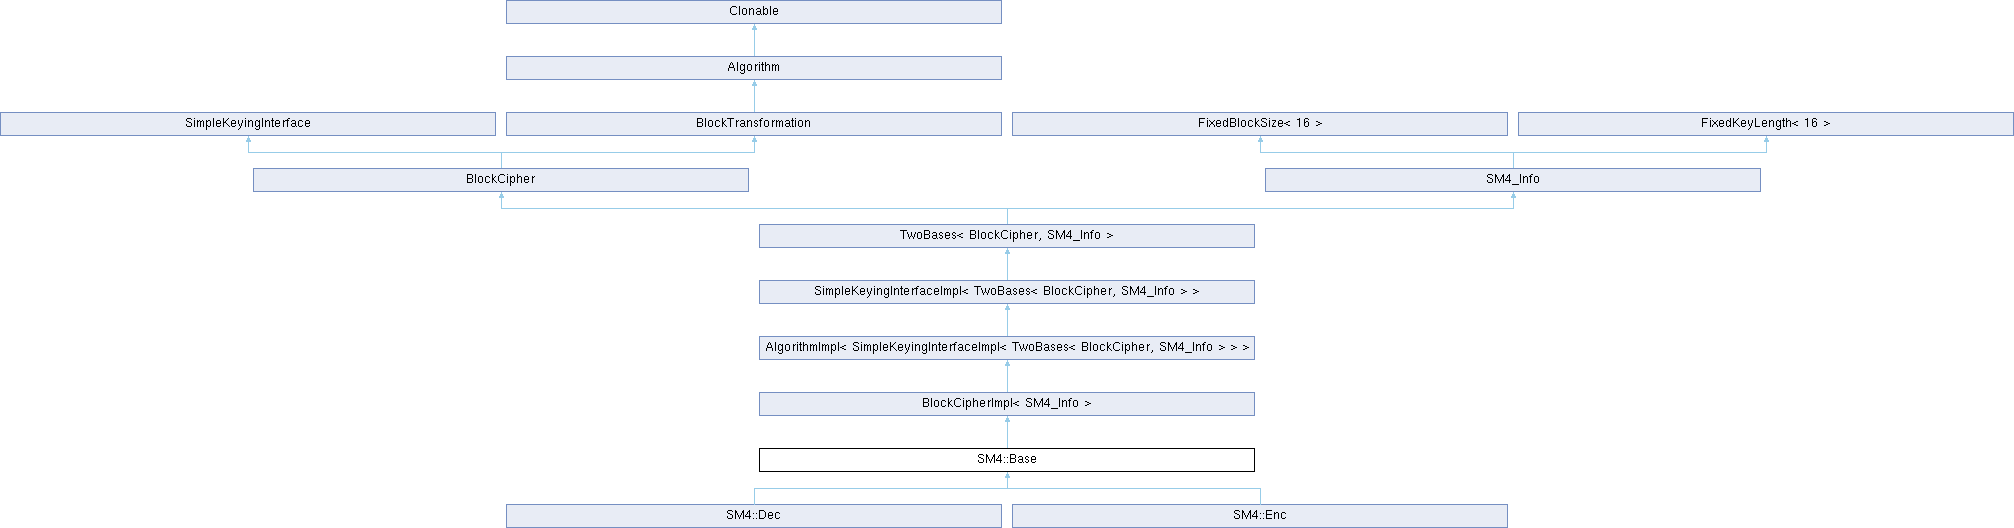 Clonable
Algorithm
SimpleKeyingInterface
BlockTransformation
FixedBlockSize< 16 >
FixedKeyLength< 16 >
BlockCipher
SM4_Info
TwoBases< BlockCipher, SM4_Info >
SimpleKeyingInterfaceImpl< TwoBases< BlockCipher, SM4_Info > >
AlgorithmImpl< SimpleKeyingInterfaceImpl< TwoBases< BlockCipher, SM4_Info > > >
BlockCipherImpl< SM4_Info >
SM4::Base
SM4::Dec
SM4::Enc